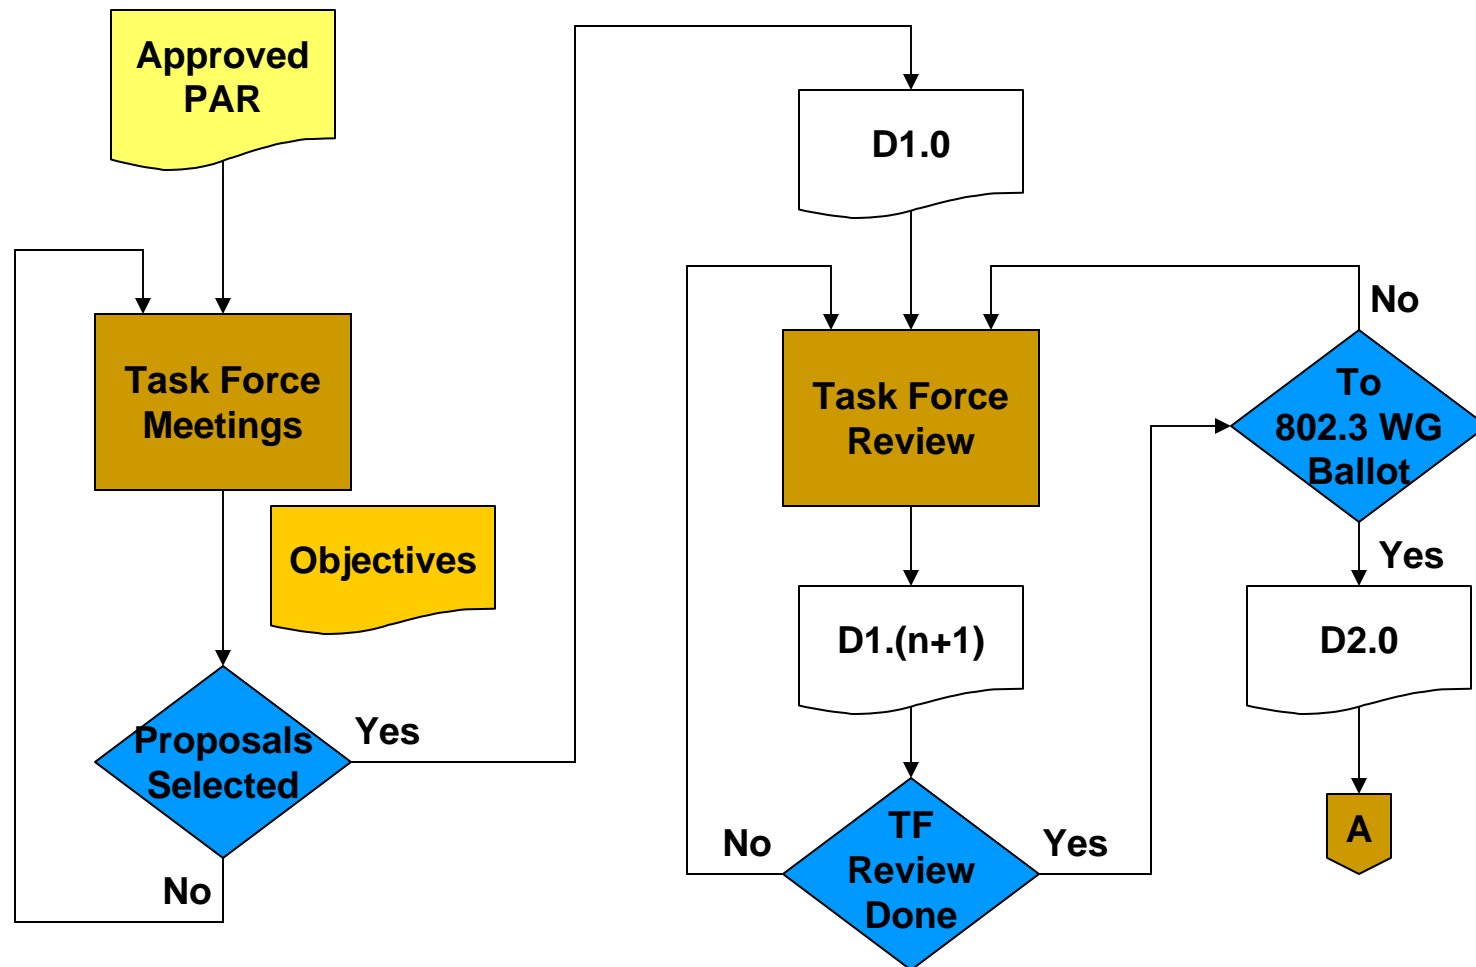 Approved
PAR
Task Force
Meetings
Objectives
Proposals
Selected
Yes
No
D1.0
Task Force
Review
D1.(n+1)
TF
Review
Done
No
Yes
To
802.3 WG
Ballot
No
Yes
D2.0
A